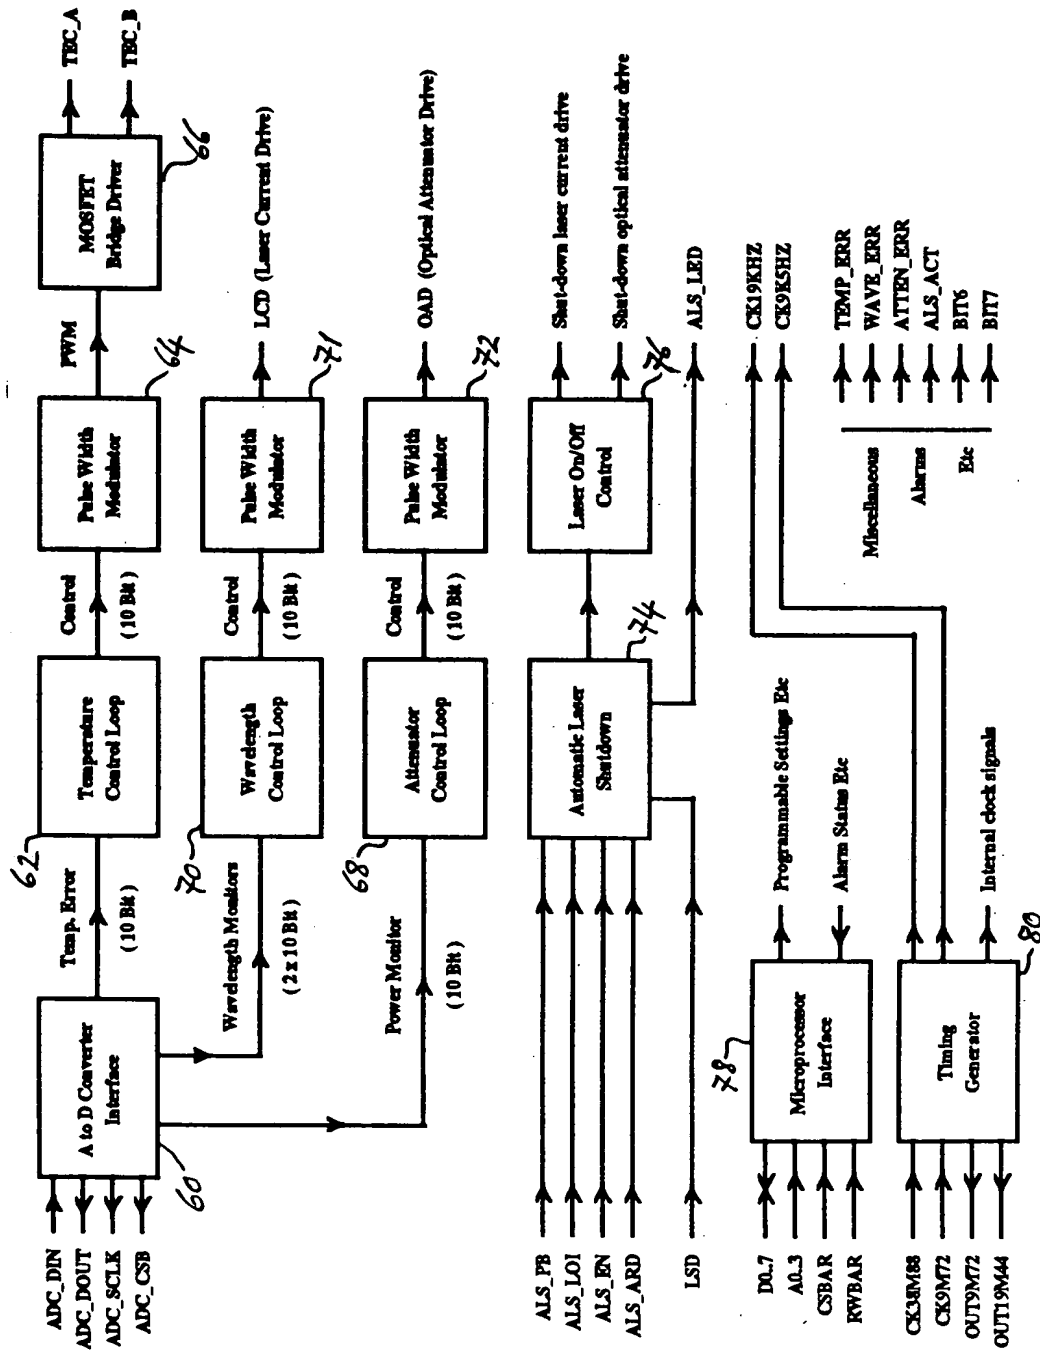 ADC_DIN
ADC_DOUT
ADC_SCLK
ADC_CSB
A to D Converter
Interface
60
Temp. Error
(10 Bit)
62
Temperature
Control Loop
Control
(10 Bit)
Pulse Width
Modulator
64
PWM
MOSFET
Bridge Driver
66
TEC_A
TEC_B
Wavelength Monitors
(2 x 10 Bit)
70
Wavelength
Control Loop
Control
(10 Bit)
Pulse Width
Modulator
71
LCD (Laser Current Drive)
Power Monitor
(10 Bit)
68
Attenuator
Control Loop
Control
(10 Bit)
Pulse Width
Modulator
72
OAD (Optical Attenuator Drive)
ALS_PB
ALS_LOI
ALS_EN
ALS_ARD
LSD
Automatic Laser
Shutdown
74
Laser On/Off
Control
76
Shut-down laser current drive
Shut-down optical attenuator drive
ALS_LED
D0..7
A0..3
CSBAR
RWBAR
78
Microprocessor
Interface
Programmable Settings Etc
Alarm Status Etc
CK38M88
CK9M72
OUT9M72
OUT19M44
Timing
Generator
80
Internal clock signals
CK19KHZ
CK9K5HZ
Miscellaneous
Alarms
Etc
TEMP_ERR
WAVE_ERR
ATTEN_ERR
ALS_ACT
BIT6
BIT7